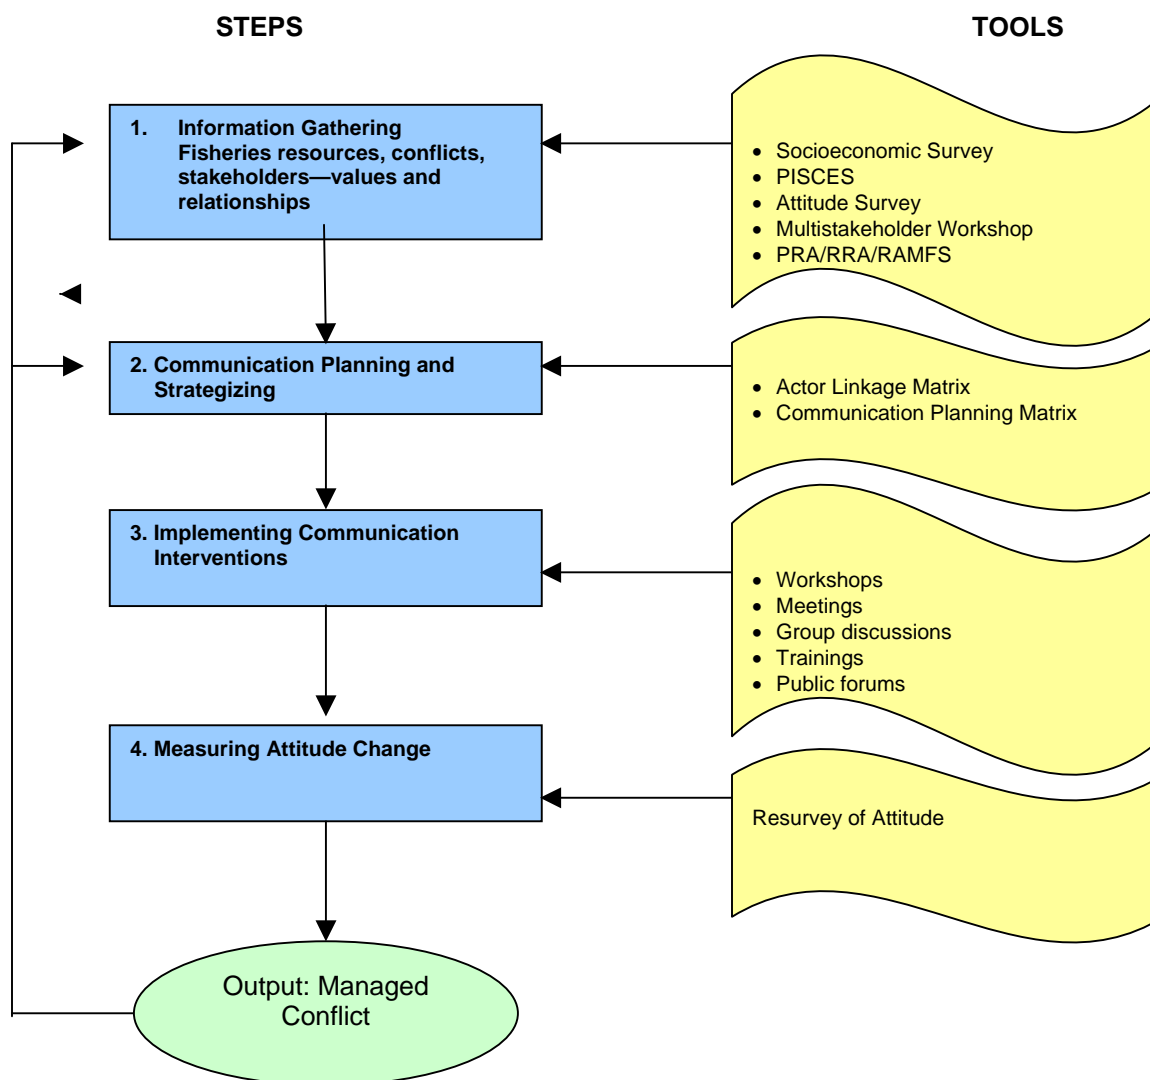 STEPS
TOOLS
1. Information Gathering
Fisheries resources, conflicts,
stakeholders—values and
relationships
• Socioeconomic Survey
• PISCES
• Attitude Survey
• Multistakeholder Workshop
• PRA/RRA/RAMFS
2. Communication Planning and
Strategizing
• Actor Linkage Matrix
• Communication Planning Matrix
3. Implementing Communication
Interventions
• Workshops
• Meetings
• Group discussions
• Trainings
• Public forums
4. Measuring Attitude Change
Resurvey of Attitude
Output: Managed
Conflict